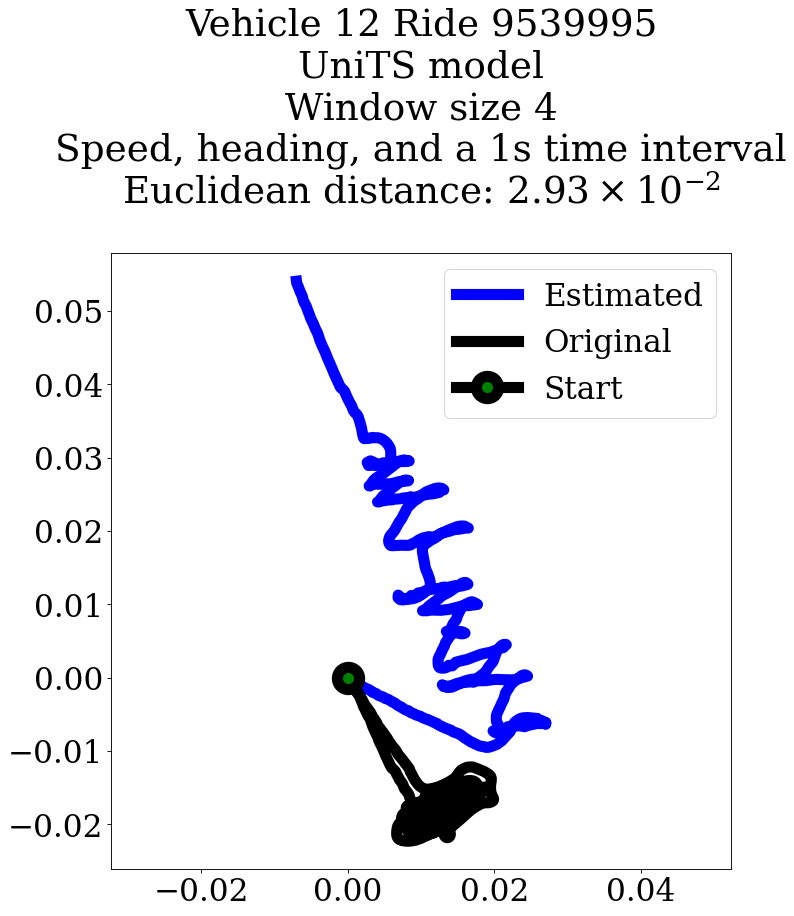 Vehicle 12 Ride 9539995
UniTS model
Window size 4
Speed, heading, and a 1s time interval
Euclidean distance: 2.93 × 10⁻²
Estimated
Original
Start
0.05
0.04
0.03
0.02
0.01
0.00
−0.01
−0.02
−0.02 0.00 0.02 0.04